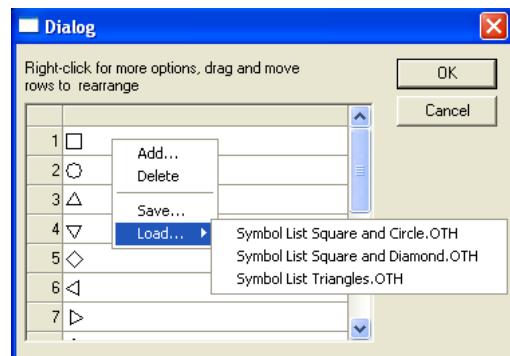 Dialog
Right-click for more options, drag and move
rows to rearrange
OK
Cancel
1
2
3
4
5
6
7
Add...
Delete
Save...
Load...
Symbol List Square and Circle.OTH
Symbol List Square and Diamond.OTH
Symbol List Triangles.OTH